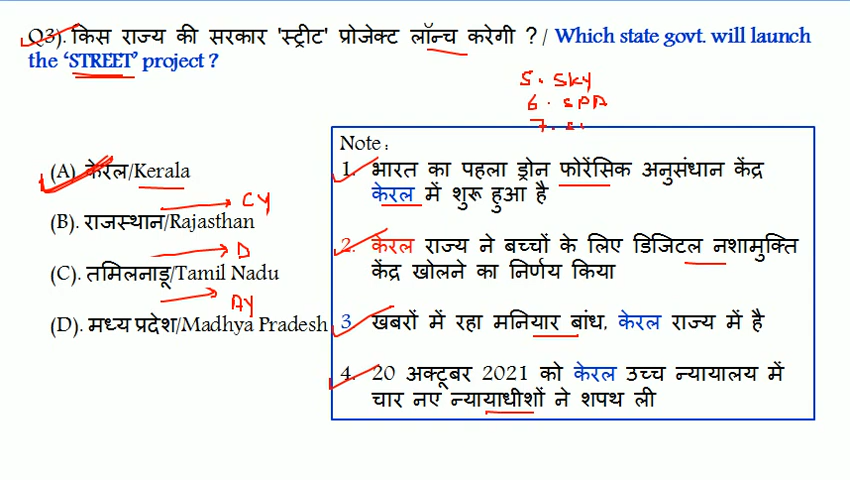 Q3). किस राज्य की सरकार 'स्ट्रीट' प्रोजेक्ट लॉन्च करेगी ? / Which state govt. will launch
the ‘STREET’ project ?
5. Sky
6. SPA
7.
Note :
1. भारत का पहला ड्रोन फोरेंसिक अनुसंधान केंद्र
केरल में शुरू हुआ है
2. केरल राज्य ने बच्चों के लिए डिजिटल नशामुक्ति
केंद्र खोलने का निर्णय किया
3 खबरों में रहा मनियार बांध, केरल राज्य में है
4. 20 अक्टूबर 2021 को केरल उच्च न्यायालय में
चार नए न्यायाधीशों ने शपथ ली
(A). केरल/Kerala
CY
(B). राजस्थान/Rajasthan
D
(C). तमिलनाडू/Tamil Nadu
AY
(D). मध्य प्रदेश/Madhya Pradesh